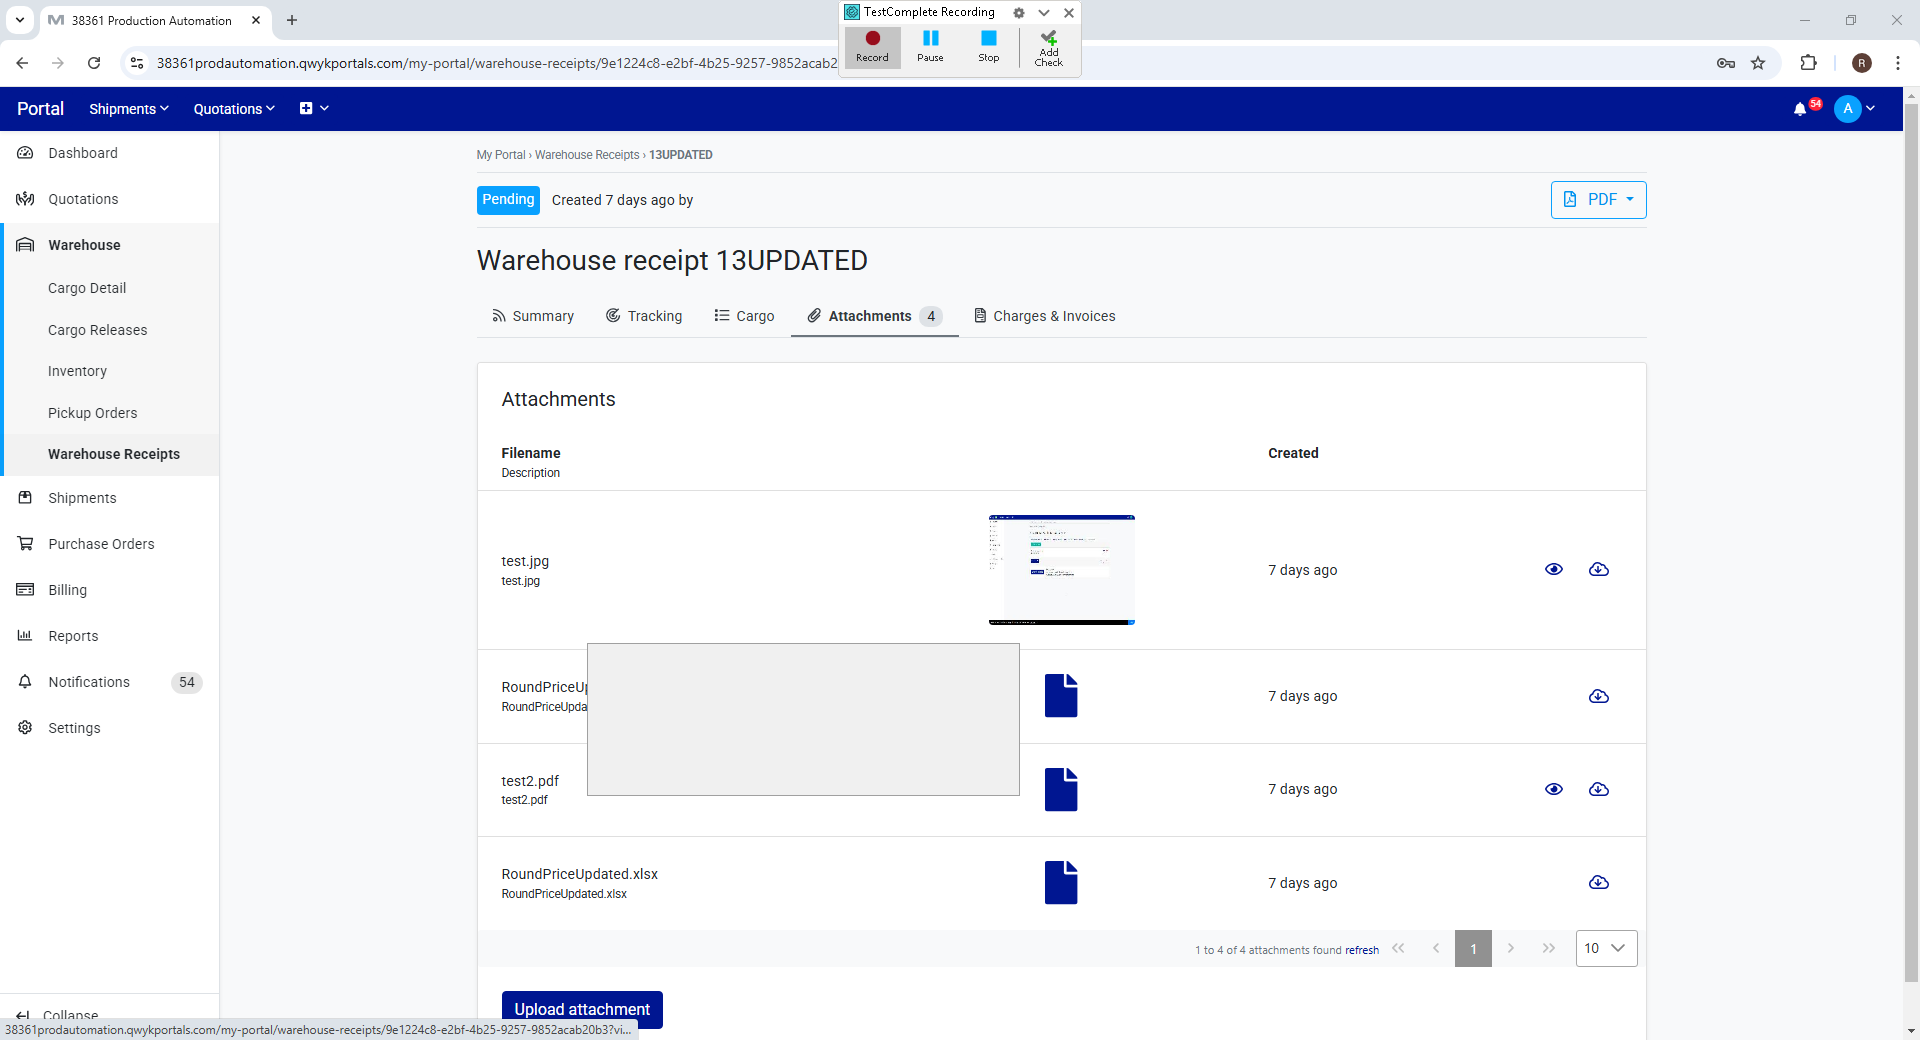 38361 Production Automation
TestComplete Recording
Record
Pause
Stop
Add
Check
38361prodautomation.qwykportals.com/my-portal/warehouse-receipts/9e1224c8-e2bf-4b25-9257-9852acab2
R
Portal
Shipments
Quotations
54
A
Dashboard
Quotations
Warehouse
Cargo Detail
Cargo Releases
Inventory
Pickup Orders
Warehouse Receipts
Shipments
Purchase Orders
Billing
Reports
Notifications 54
Settings
Collapse
My Portal › Warehouse Receipts › 13UPDATED
Pending Created 7 days ago by
PDF
Warehouse receipt 13UPDATED
Summary
Tracking
Cargo
Attachments 4
Charges & Invoices
Attachments
Filename
Description
Created
test.jpg
test.jpg
7 days ago
RoundPriceUp
RoundPriceUpda
7 days ago
test2.pdf
test2.pdf
7 days ago
RoundPriceUpdated.xlsx
RoundPriceUpdated.xlsx
7 days ago
1 to 4 of 4 attachments found refresh
1
10
Upload attachment
38361prodautomation.qwykportals.com/my-portal/warehouse-receipts/9e1224c8-e2bf-4b25-9257-9852acab20b3?vi...